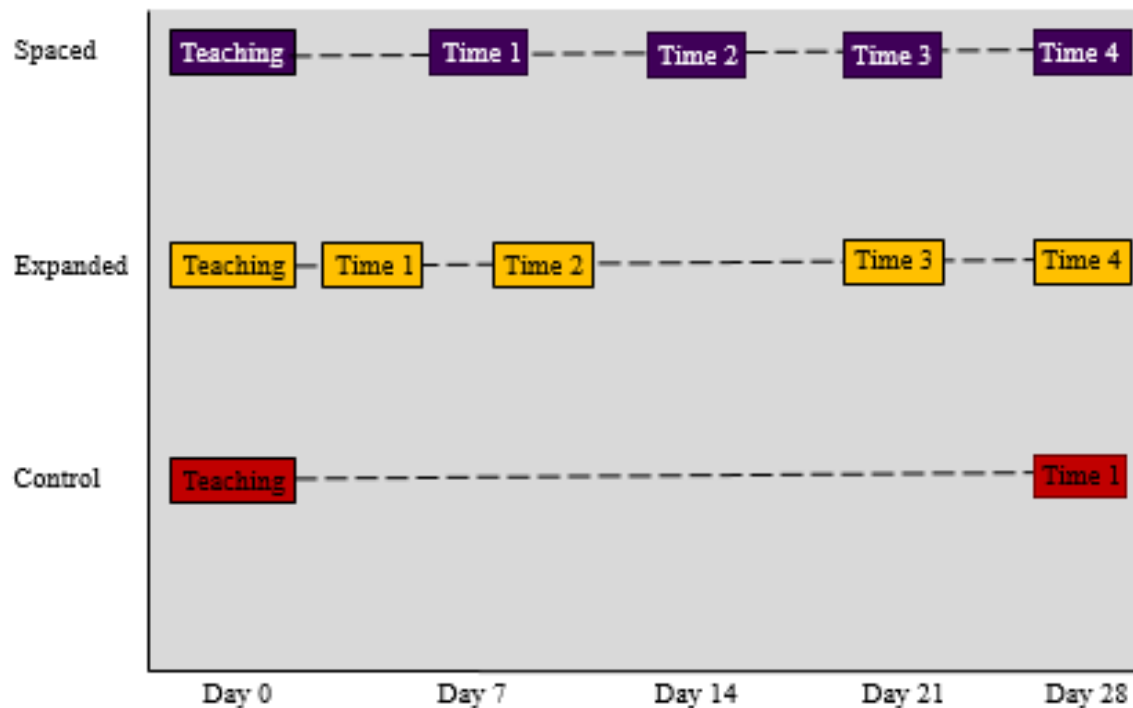 Spaced Teaching Time 1 Time 2 Time 3 Time 4
Expanded Teaching Time 1 Time 2 Time 3 Time 4
Control Teaching Time 1
Day 0 Day 7 Day 14 Day 21 Day 28